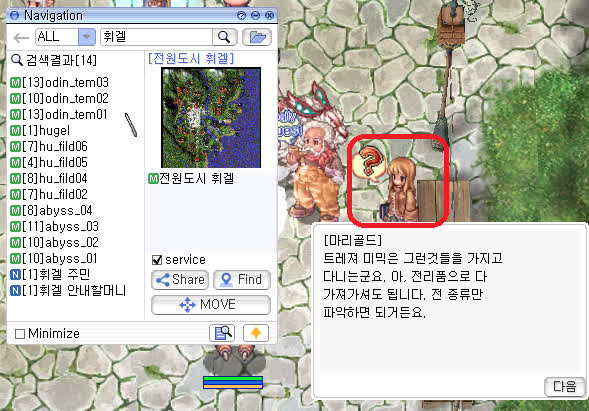 Navigation
ALL
휘겔
검색결과[14]
M[13]odin_tem03
M[10]odin_tem02
M[13]odin_tem01
M[1]hugel
M[7]hu_fild06
M[4]hu_fild05
M[8]hu_fild04
M[7]hu_fild02
M[8]abyss_04
M[11]abyss_03
M[10]abyss_02
M[10]abyss_01
N[1]휘겔 주민
N[1]휘겔 안내할머니
[전원도시 휘겔]
M전원도시 휘겔
service
Share
Find
MOVE
Minimize
?
[마리골드]
트레져 미믹은 그런것들을 가지고
다니는군요. 아, 전리품으로 다
가져가셔도 됩니다. 전 종류만
파악하면 되거든요.
다음